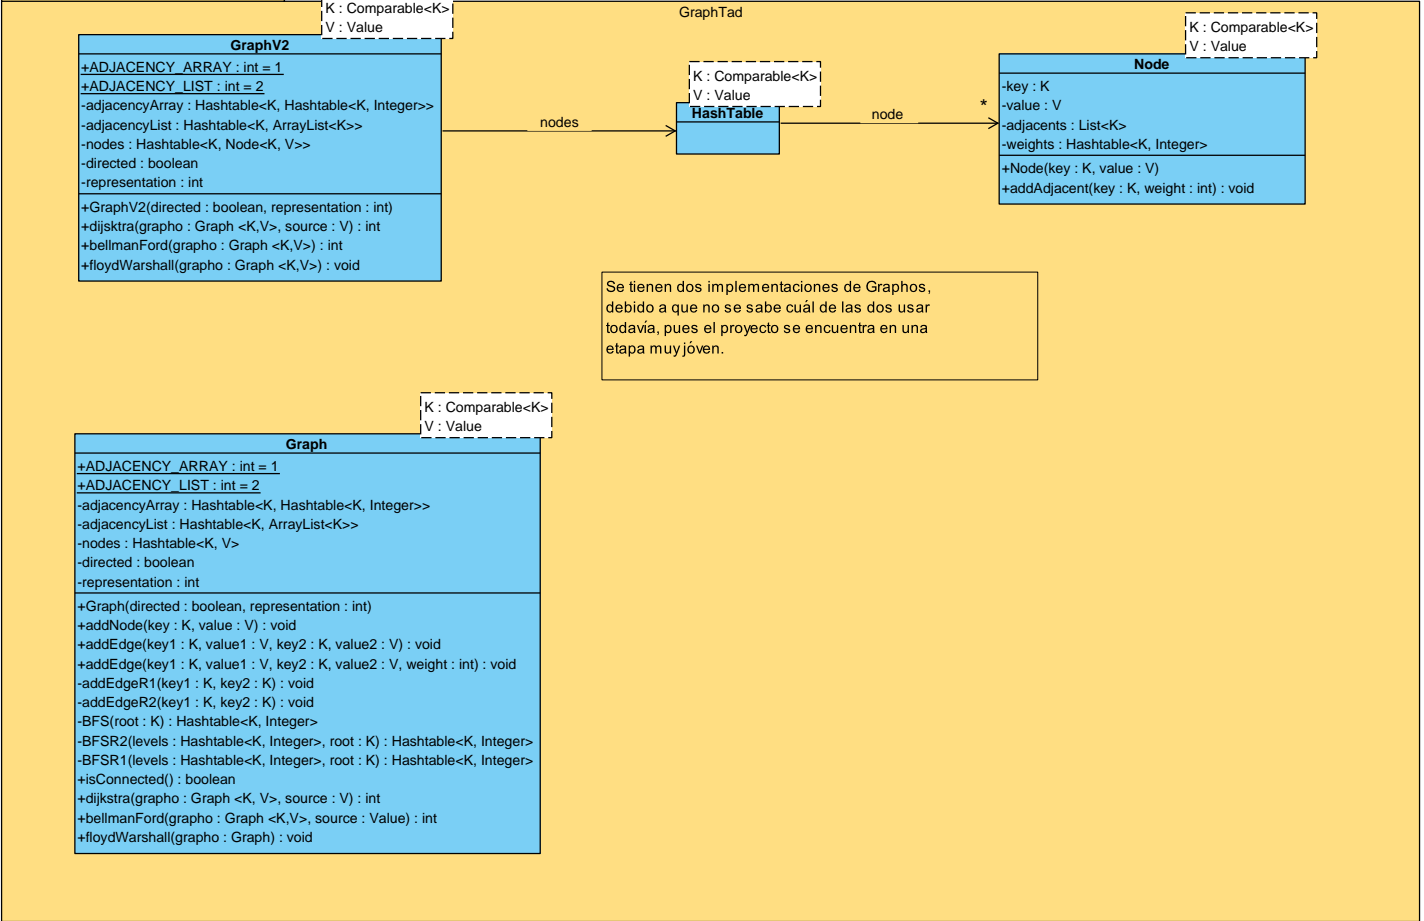 GraphTad
K : Comparable<K>
V : Value
GraphV2
+ADJACENCY_ARRAY : int = 1
+ADJACENCY_LIST : int = 2
-adjacencyArray : Hashtable<K, Hashtable<K, Integer>>
-adjacencyList : Hashtable<K, ArrayList<K>>
-nodes : Hashtable<K, Node<K, V>>
-directed : boolean
-representation : int
+GraphV2(directed : boolean, representation : int)
+dijsktra(grapho : Graph <K,V>, source : V) : int
+bellmanFord(grapho : Graph <K,V>) : int
+floydWarshall(grapho : Graph <K,V>) : void
nodes
K : Comparable<K>
V : Value
HashTable
node
*
K : Comparable<K>
V : Value
Node
-key : K
-value : V
-adjacents : List<K>
-weights : Hashtable<K, Integer>
+Node(key : K, value : V)
+addAdjacent(key : K, weight : int) : void
Se tienen dos implementaciones de Graphos,
debido a que no se sabe cuál de las dos usar
todavía, pues el proyecto se encuentra en una
etapa muy jóven.
K : Comparable<K>
V : Value
Graph
+ADJACENCY_ARRAY : int = 1
+ADJACENCY_LIST : int = 2
-adjacencyArray : Hashtable<K, Hashtable<K, Integer>>
-adjacencyList : Hashtable<K, ArrayList<K>>
-nodes : Hashtable<K, V>
-directed : boolean
-representation : int
+Graph(directed : boolean, representation : int)
+addNode(key : K, value : V) : void
+addEdge(key1 : K, value1 : V, key2 : K, value2 : V) : void
+addEdge(key1 : K, value1 : V, key2 : K, value2 : V, weight : int) : void
-addEdgeR1(key1 : K, key2 : K) : void
-addEdgeR2(key1 : K, key2 : K) : void
-BFS(root : K) : Hashtable<K, Integer>
-BFSR2(levels : Hashtable<K, Integer>, root : K) : Hashtable<K, Integer>
-BFSR1(levels : Hashtable<K, Integer>, root : K) : Hashtable<K, Integer>
+isConnected() : boolean
+dijkstra(grapho : Graph <K, V>, source : V) : int
+bellmanFord(grapho : Graph <K,V>, source : Value) : int
+floydWarshall(grapho : Graph) : void